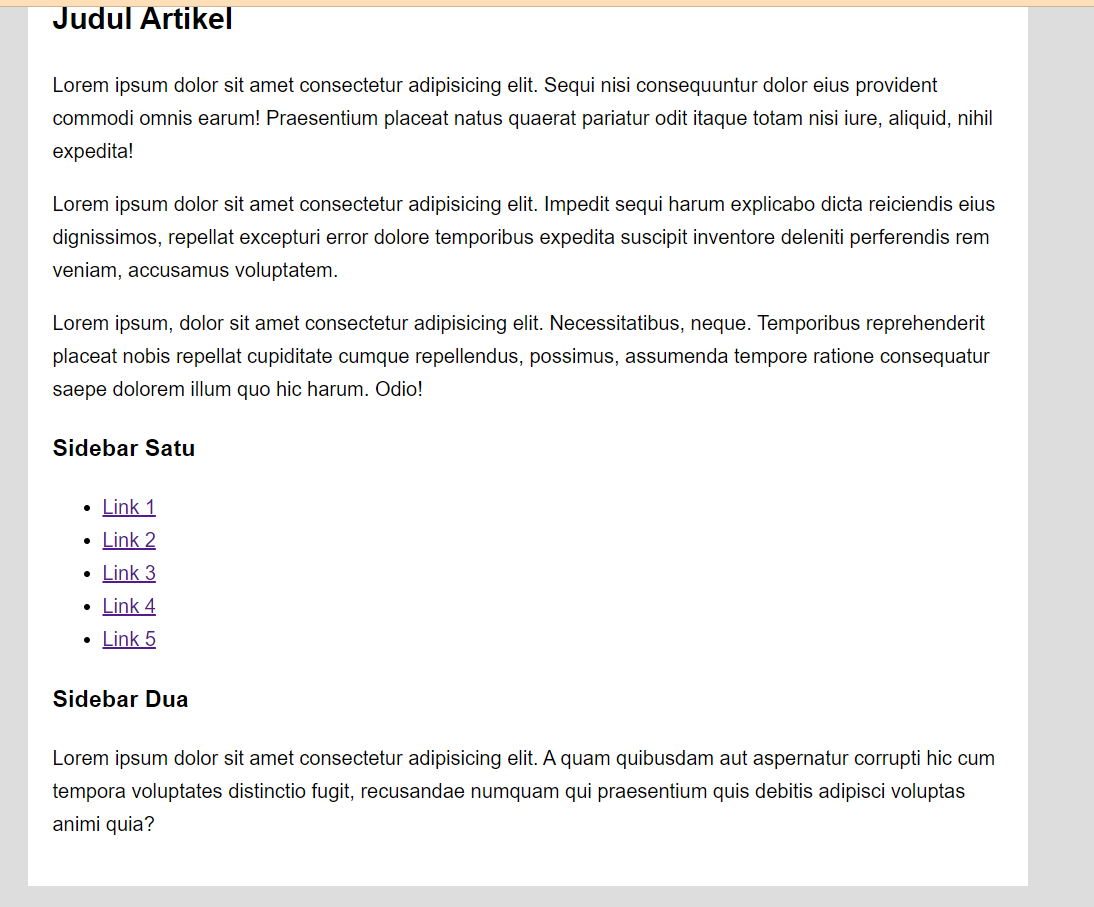 Judul Artikel
Lorem ipsum dolor sit amet consectetur adipisicing elit. Sequi nisi consequuntur dolor eius provident
commodi omnis earum! Praesentium placeat natus quaerat pariatur odit itaque totam nisi iure, aliquid, nihil
expedita!
Lorem ipsum dolor sit amet consectetur adipisicing elit. Impedit sequi harum explicabo dicta reiciendis eius
dignissimos, repellat excepturi error dolore temporibus expedita suscipit inventore deleniti perferendis rem
veniam, accusamus voluptatem.
Lorem ipsum, dolor sit amet consectetur adipisicing elit. Necessitatibus, neque. Temporibus reprehenderit
placeat nobis repellat cupiditate cumque repellendus, possimus, assumenda tempore ratione consequatur
saepe dolorem illum quo hic harum. Odio!
Sidebar Satu
• Link 1
• Link 2
• Link 3
• Link 4
• Link 5
Sidebar Dua
Lorem ipsum dolor sit amet consectetur adipisicing elit. A quam quibusdam aut aspernatur corrupti hic cum
tempora voluptates distinctio fugit, recusandae numquam qui praesentium quis debitis adipisci voluptas
animi quia?